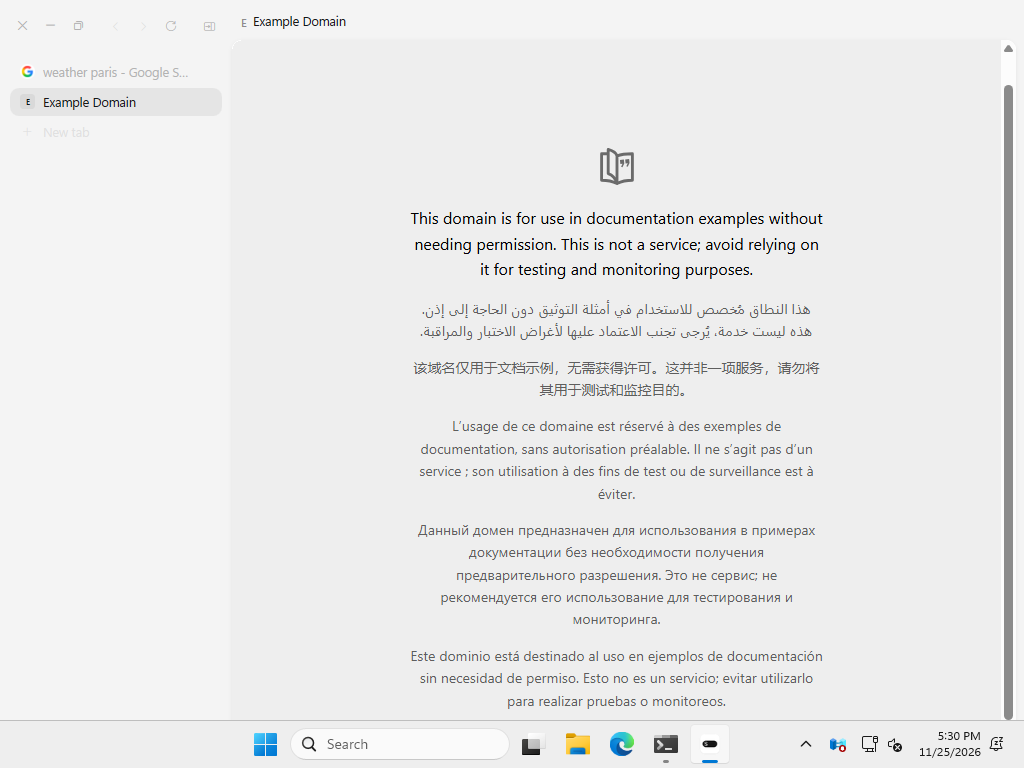 E Example Domain
weather paris - Google S...
E Example Domain
+ New tab
This domain is for use in documentation examples without
needing permission. This is not a service; avoid relying on
it for testing and monitoring purposes.
هذا النطاق مُخصص للاستخدام في أمثلة التوثيق دون الحاجة إلى إذن.
هذه ليست خدمة، يُرجى تجنب الاعتماد عليها لأغراض الاختبار والمراقبة.
该域名仅用于文档示例，无需获得许可。这并非一项服务，请勿将
其用于测试和监控目的。
L’usage de ce domaine est réservé à des exemples de
documentation, sans autorisation préalable. Il ne s’agit pas d’un
service ; son utilisation à des fins de test ou de surveillance est à
éviter.
Данный домен предназначен для использования в примерах
документации без необходимости получения
предварительного разрешения. Это не сервис; не
рекомендуется его использование для тестирования и
мониторинга.
Este dominio está destinado al uso en ejemplos de documentación
sin necesidad de permiso. Esto no es un servicio; evitar utilizarlo
para realizar pruebas o monitoreos.
Search
5:30 PM
11/25/2026